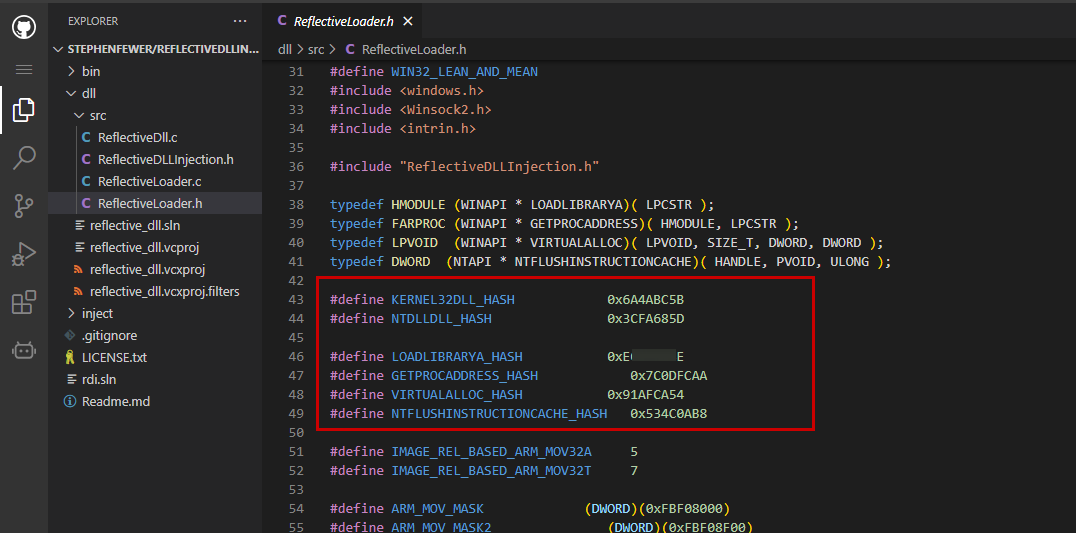 EXPLORER ···
STEPHENFEWER/REFLECTIVEDLLIN...
bin
dll
src
C ReflectiveDll.c
C ReflectiveDLLInjection.h
C ReflectiveLoader.c
C ReflectiveLoader.h
reflective_dll.sln
reflective_dll.vcproj
reflective_dll.vcxproj
reflective_dll.vcxproj.filters
inject
.gitignore
LICENSE.txt
rdi.sln
Readme.md
C ReflectiveLoader.h ×
dll > src > C ReflectiveLoader.h
31 #define WIN32_LEAN_AND_MEAN
32 #include <windows.h>
33 #include <Winsock2.h>
34 #include <intrin.h>
35
36 #include "ReflectiveDLLInjection.h"
37
38 typedef HMODULE (WINAPI * LOADLIBRARYA)( LPCSTR );
39 typedef FARPROC (WINAPI * GETPROCADDRESS)( HMODULE, LPCSTR );
40 typedef LPVOID  (WINAPI * VIRTUALALLOC)( LPVOID, SIZE_T, DWORD, DWORD );
41 typedef DWORD  (NTAPI * NTFLUSHINSTRUCTIONCACHE)( HANDLE, PVOID, ULONG );
42
43 #define KERNEL32DLL_HASH 0x6A4ABC5B
44 #define NTDLLDLL_HASH 0x3CFA685D
45
46 #define LOADLIBRARYA_HASH
47 #define GETPROCADDRESS_HASH 0x7C0DFCAA
48 #define VIRTUALALLOC_HASH 0x91AFCA54
49 #define NTFLUSHINSTRUCTIONCACHE_HASH 0x534C0AB8
50
51 #define IMAGE_REL_BASED_ARM_MOV32A 5
52 #define IMAGE_REL_BASED_ARM_MOV32T 7
53
54 #define ARM_MOV_MASK (DWORD)(0xFBF08000)
55 #define ARM_MOV_MASK2 (DWORD)(0xFBF08F00)